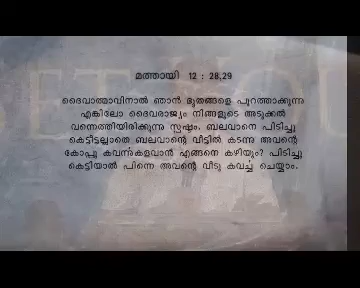 മത്തായി 12 : 28,29
ദൈവാത്മാവിനാൽ ഞാൻ ഭൂതങ്ങളെ പുറത്താക്കുന്നു
എങ്കിലോ ദൈവരാജ്യം നിങ്ങളുടെ അടുക്കൽ
വന്നെത്തിയിരിക്കുന്നു സ്പഷ്ടം. ബലവാനെ പിടിച്ചു
കെട്ടീട്ടല്ലാതെ ബലവാന്റെ വീട്ടിൽ കടന്നു അവന്റെ
കോപ്പു കവർന്നുകളവാൻ എങ്ങനെ കഴിയും? പിടിച്ചു
കെട്ടിയാൽ പിന്നെ അവന്റെ വീടു കവർച്ച ചെയ്യാം.